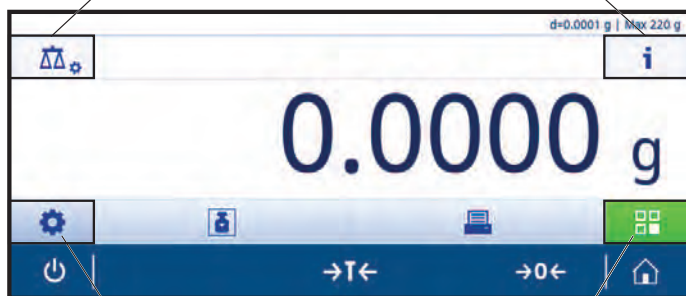 d=0.0001 g | Max 220 g
i
0.0000 g
→T← →0←